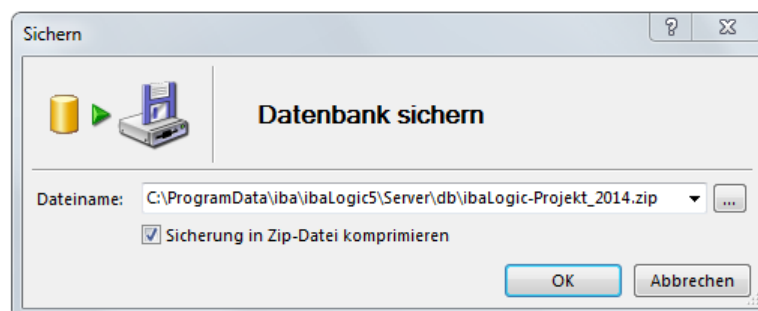 Sichern
Datenbank sichern
Dateiname: C:\ProgramData\iba\ibaLogic5\Server\db\ibaLogic-Projekt_2014.zip ...
Sicherung in Zip-Datei komprimieren
OK Abbrechen